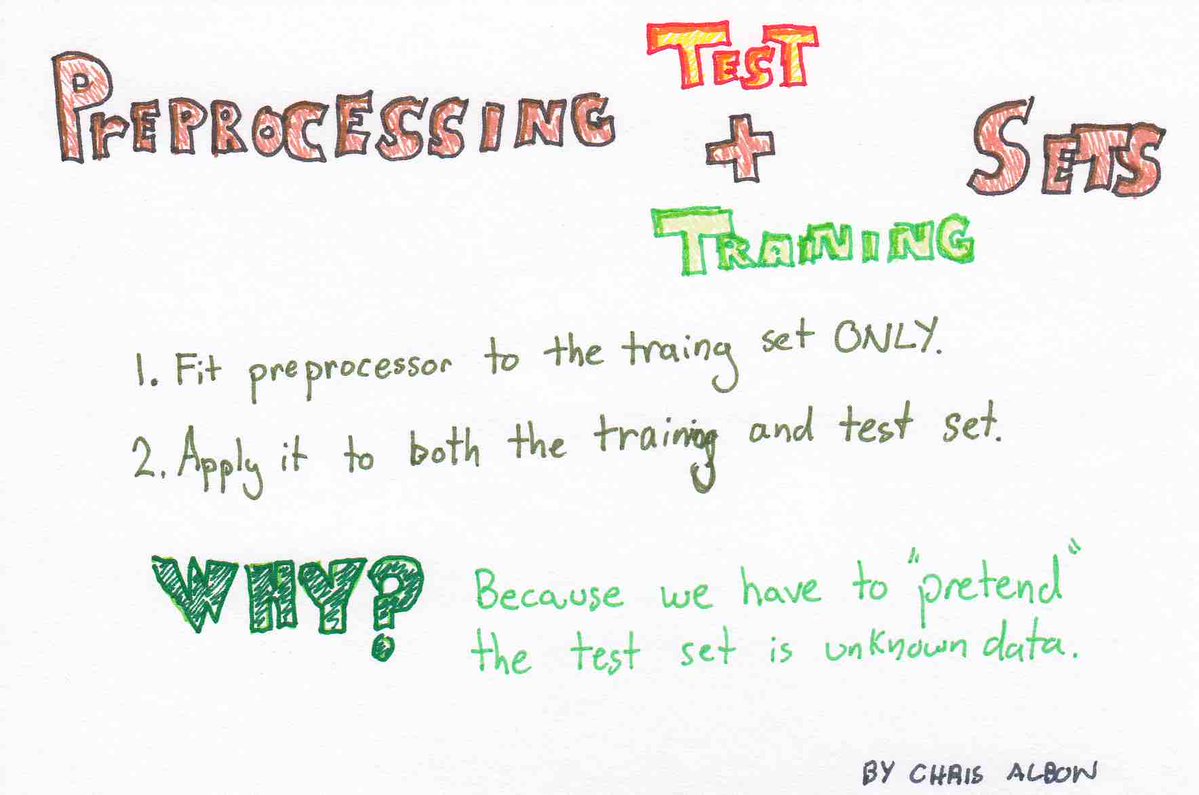 PREPROCESSING TEST + TRAINING SETS
1. Fit preprocessor to the traing set ONLY.
2. Apply it to both the training and test set.
WHY? Because we have to "pretend"
the test set is unknown data.
BY CHRIS ALBON